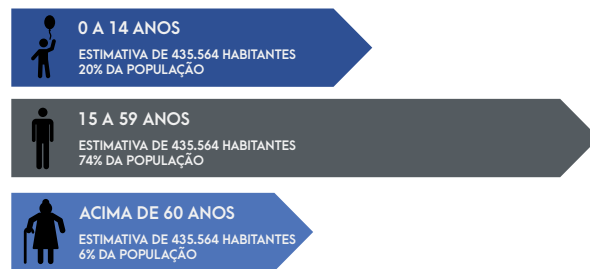 0 A 14 ANOS
ESTIMATIVA DE 435.564 HABITANTES
20% DA POPULAÇÃO
15 A 59 ANOS
ESTIMATIVA DE 435.564 HABITANTES
74% DA POPULAÇÃO
ACIMA DE 60 ANOS
ESTIMATIVA DE 435.564 HABITANTES
6% DA POPULAÇÃO